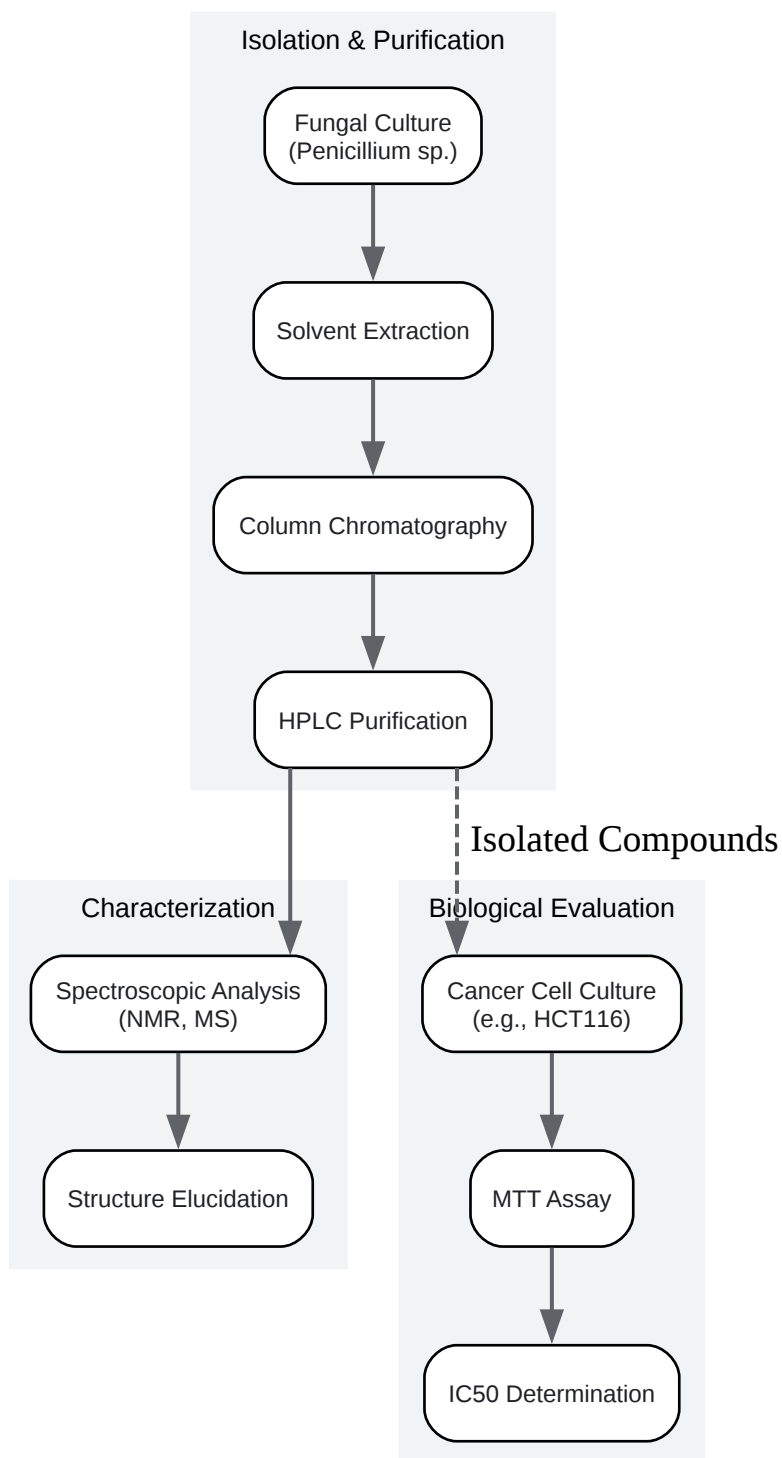 Isolation & Purification
Fungal Culture
(Penicillium sp.)
Solvent Extraction
Column Chromatography
HPLC Purification
Isolated Compounds
Characterization
Spectroscopic Analysis
(NMR, MS)
Structure Elucidation
Biological Evaluation
Cancer Cell Culture
(e.g., HCT116)
MTT Assay
IC50 Determination